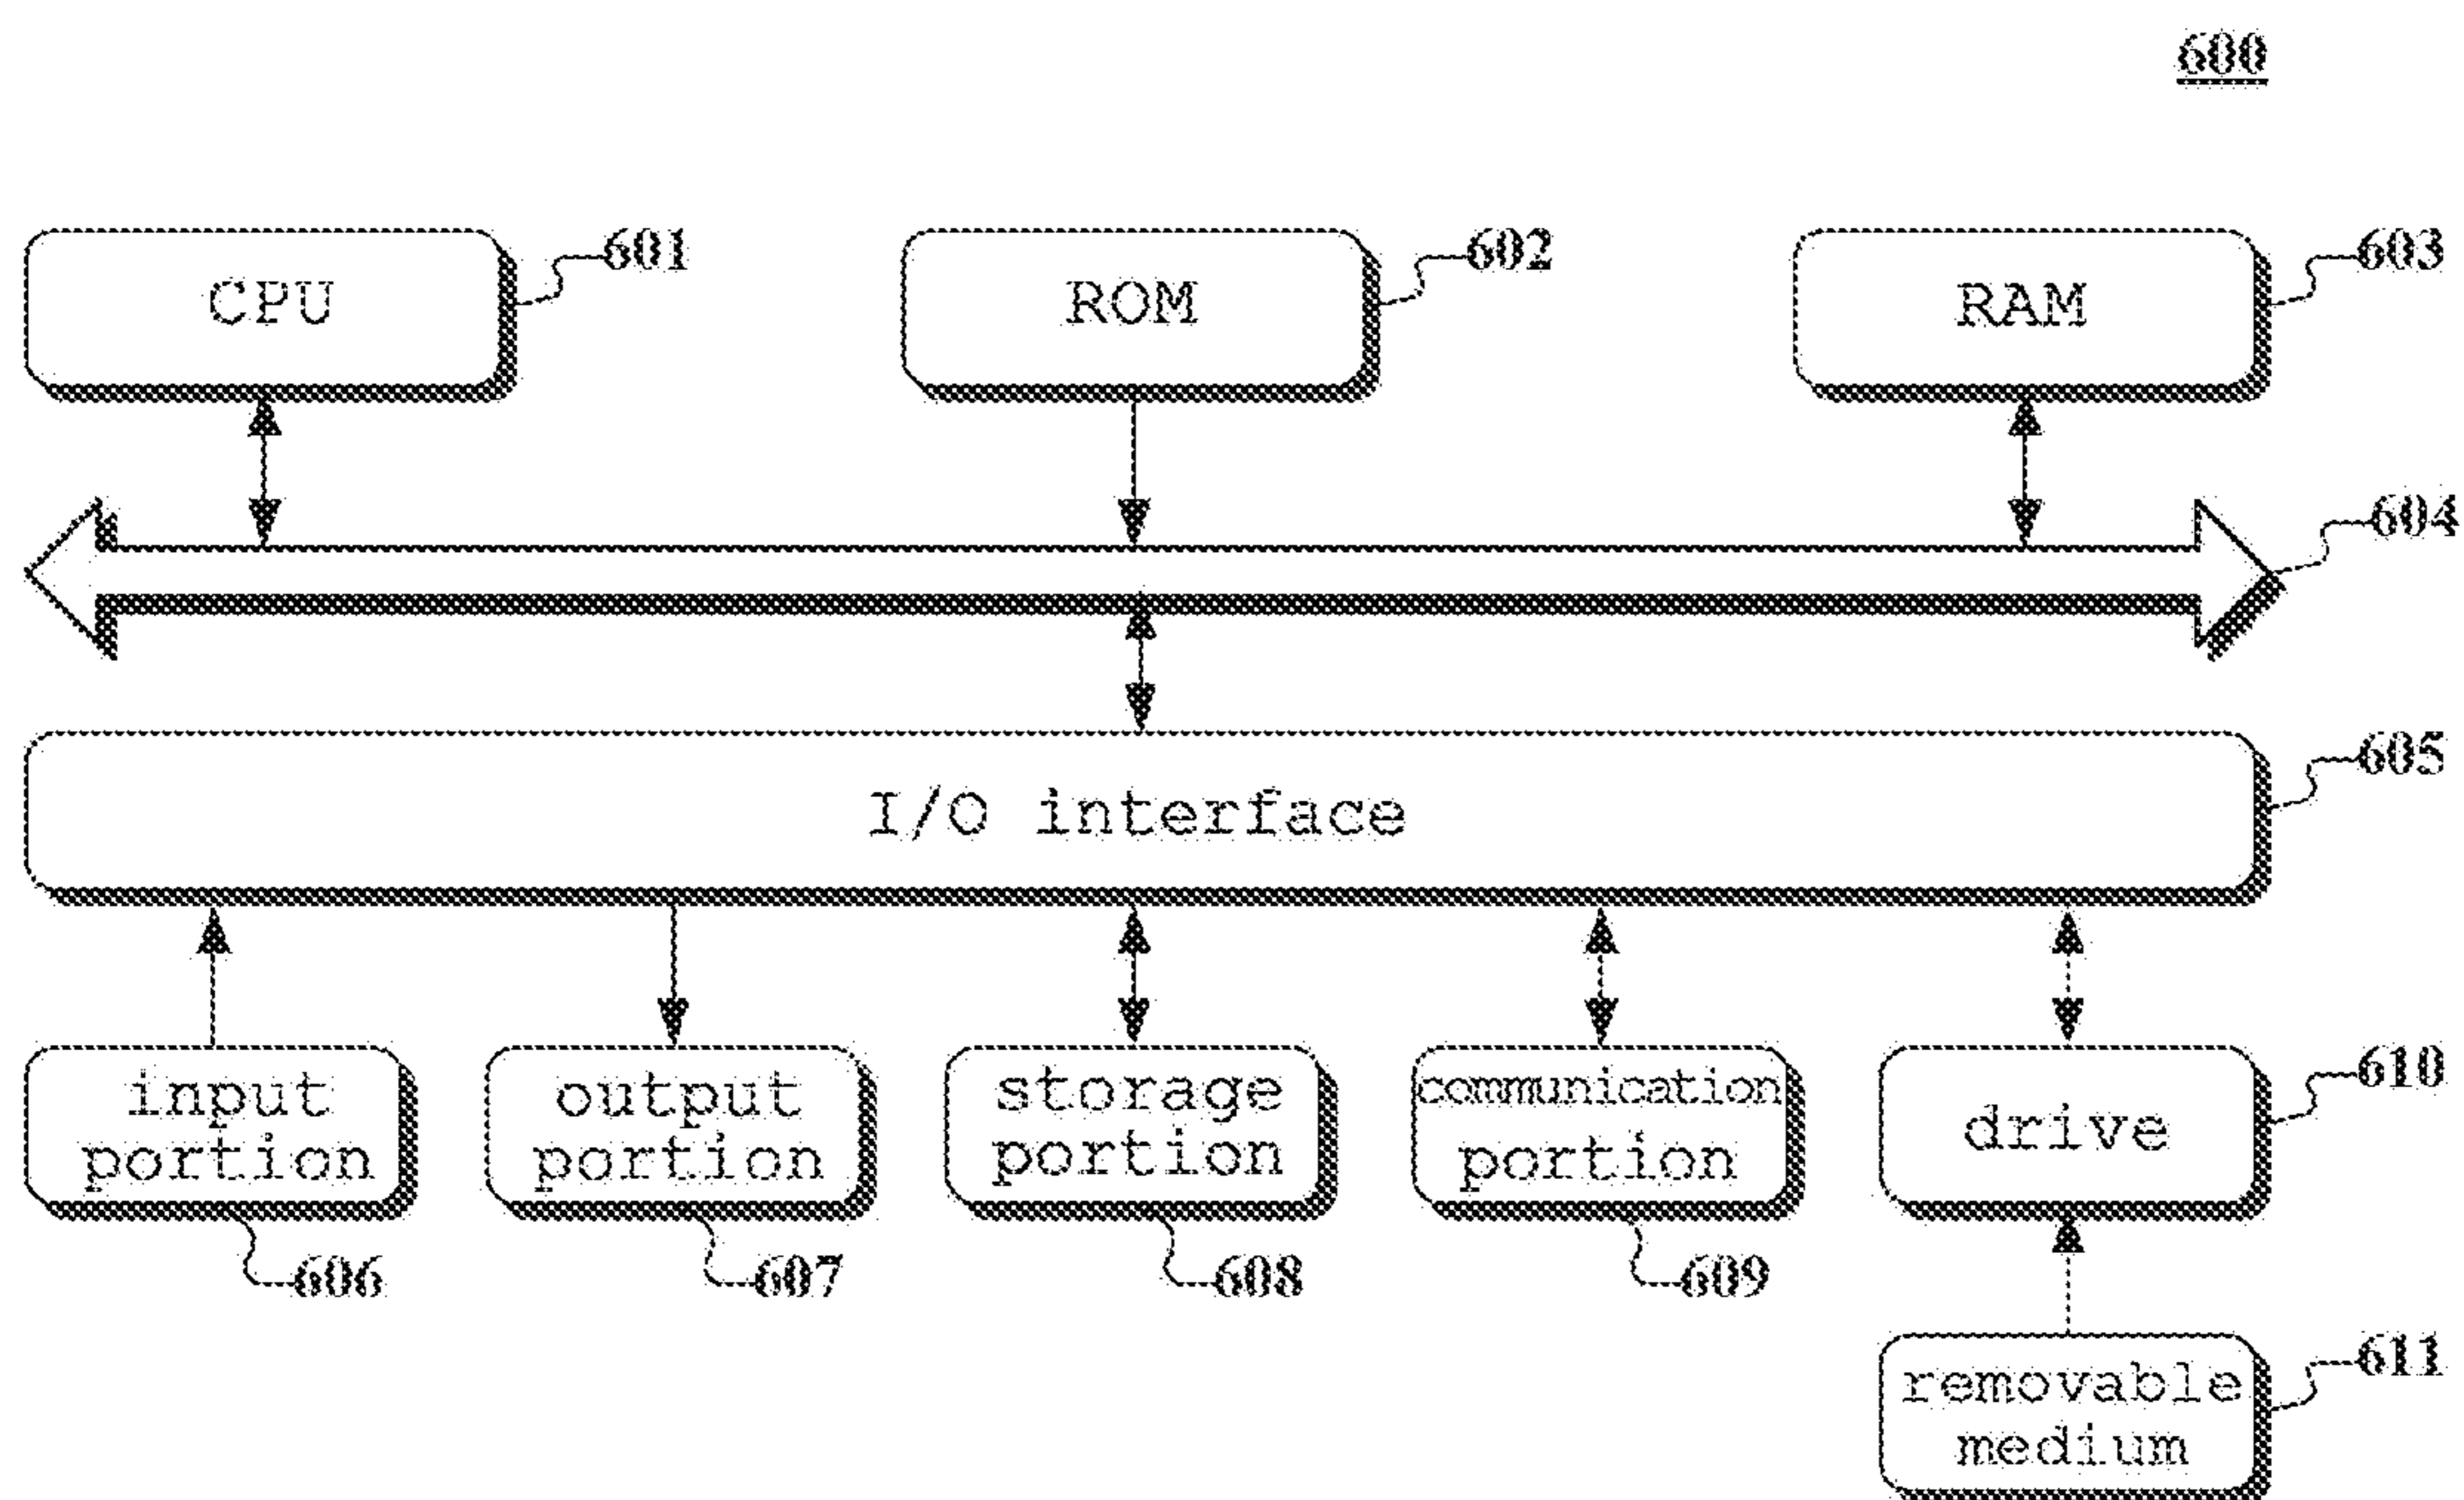 600
CPU
601
ROM
602
RAM
603
604
I/O interface
605
input
portion
606
output
portion
607
storage
portion
608
communication
portion
609
drive
610
removable
medium
611